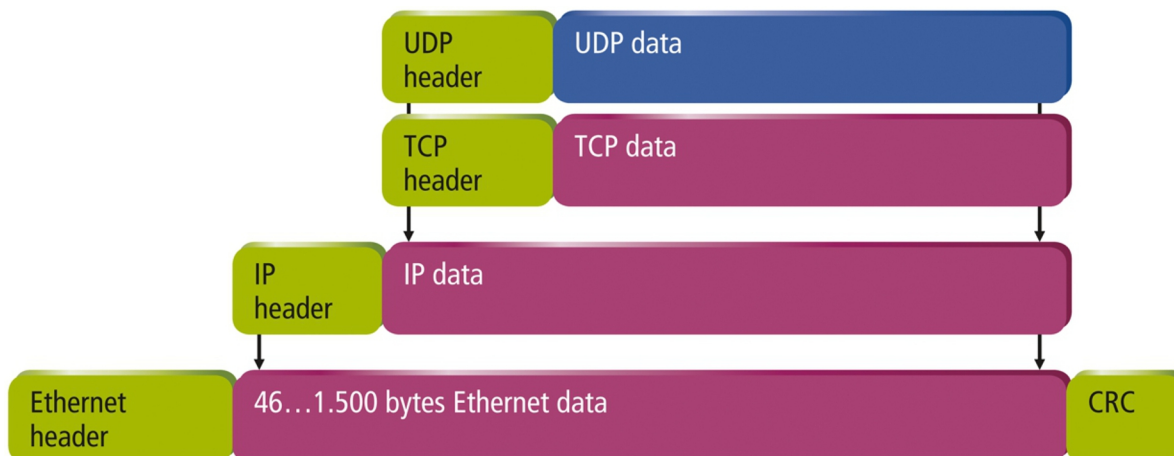 UDP
header
UDP data
TCP
header
TCP data
IP
header
IP data
Ethernet
header
46...1.500 bytes Ethernet data
CRC